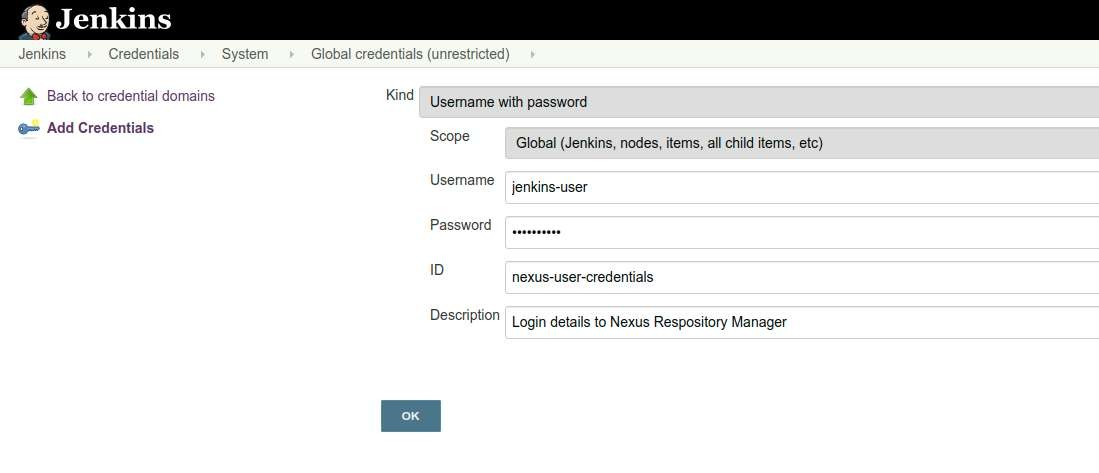 Jenkins
Jenkins Credentials System Global credentials (unrestricted)
Back to credential domains
Add Credentials
Kind Username with password
Scope Global (Jenkins, nodes, items, all child items, etc)
Username jenkins-user
Password ••••••••••
ID nexus-user-credentials
Description Login details to Nexus Respository Manager
OK